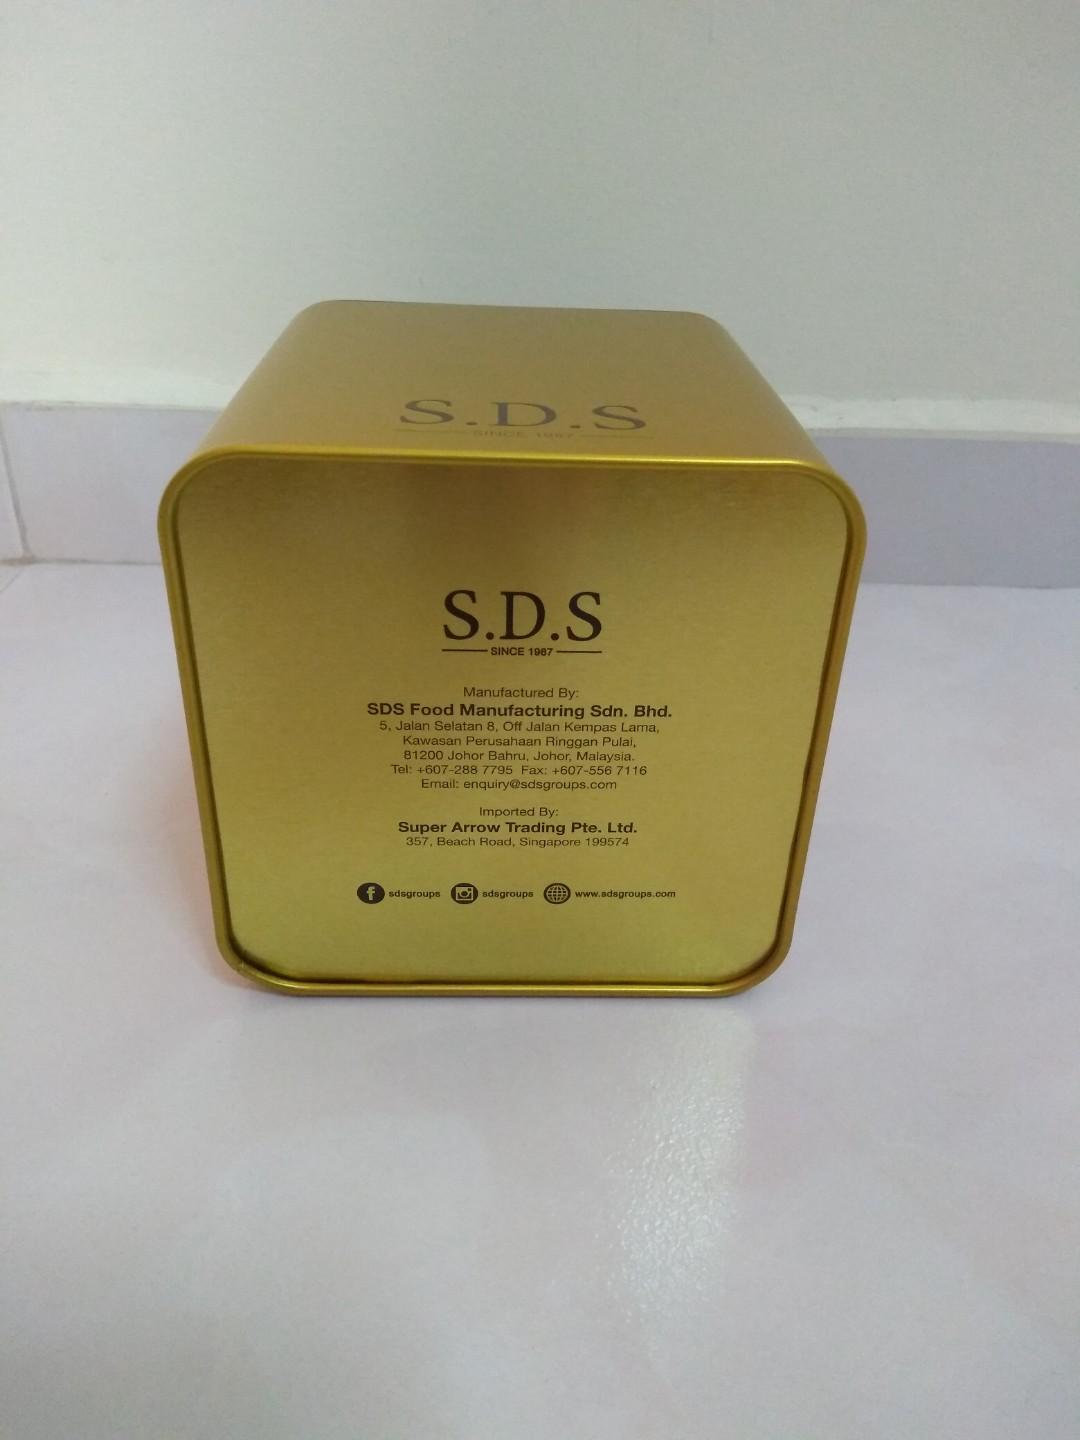 S.D.S
SINCE 1987
S.D.S
SINCE 1987
Manufactured By:
SDS Food Manufacturing Sdn. Bhd.
5, Jalan Selatan 8, Off Jalan Kempas Lama,
Kawasan Perusahaan Ringgan Pulai,
81200 Johor Bahru, Johor, Malaysia.
Tel: +607-288 7795 Fax: +607-556 7116
Email: enquiry@sdsgroups.com
Imported By:
Super Arrow Trading Pte. Ltd.
357, Beach Road, Singapore 199574
f sdsgroups sdsgroups www.sdsgroups.com